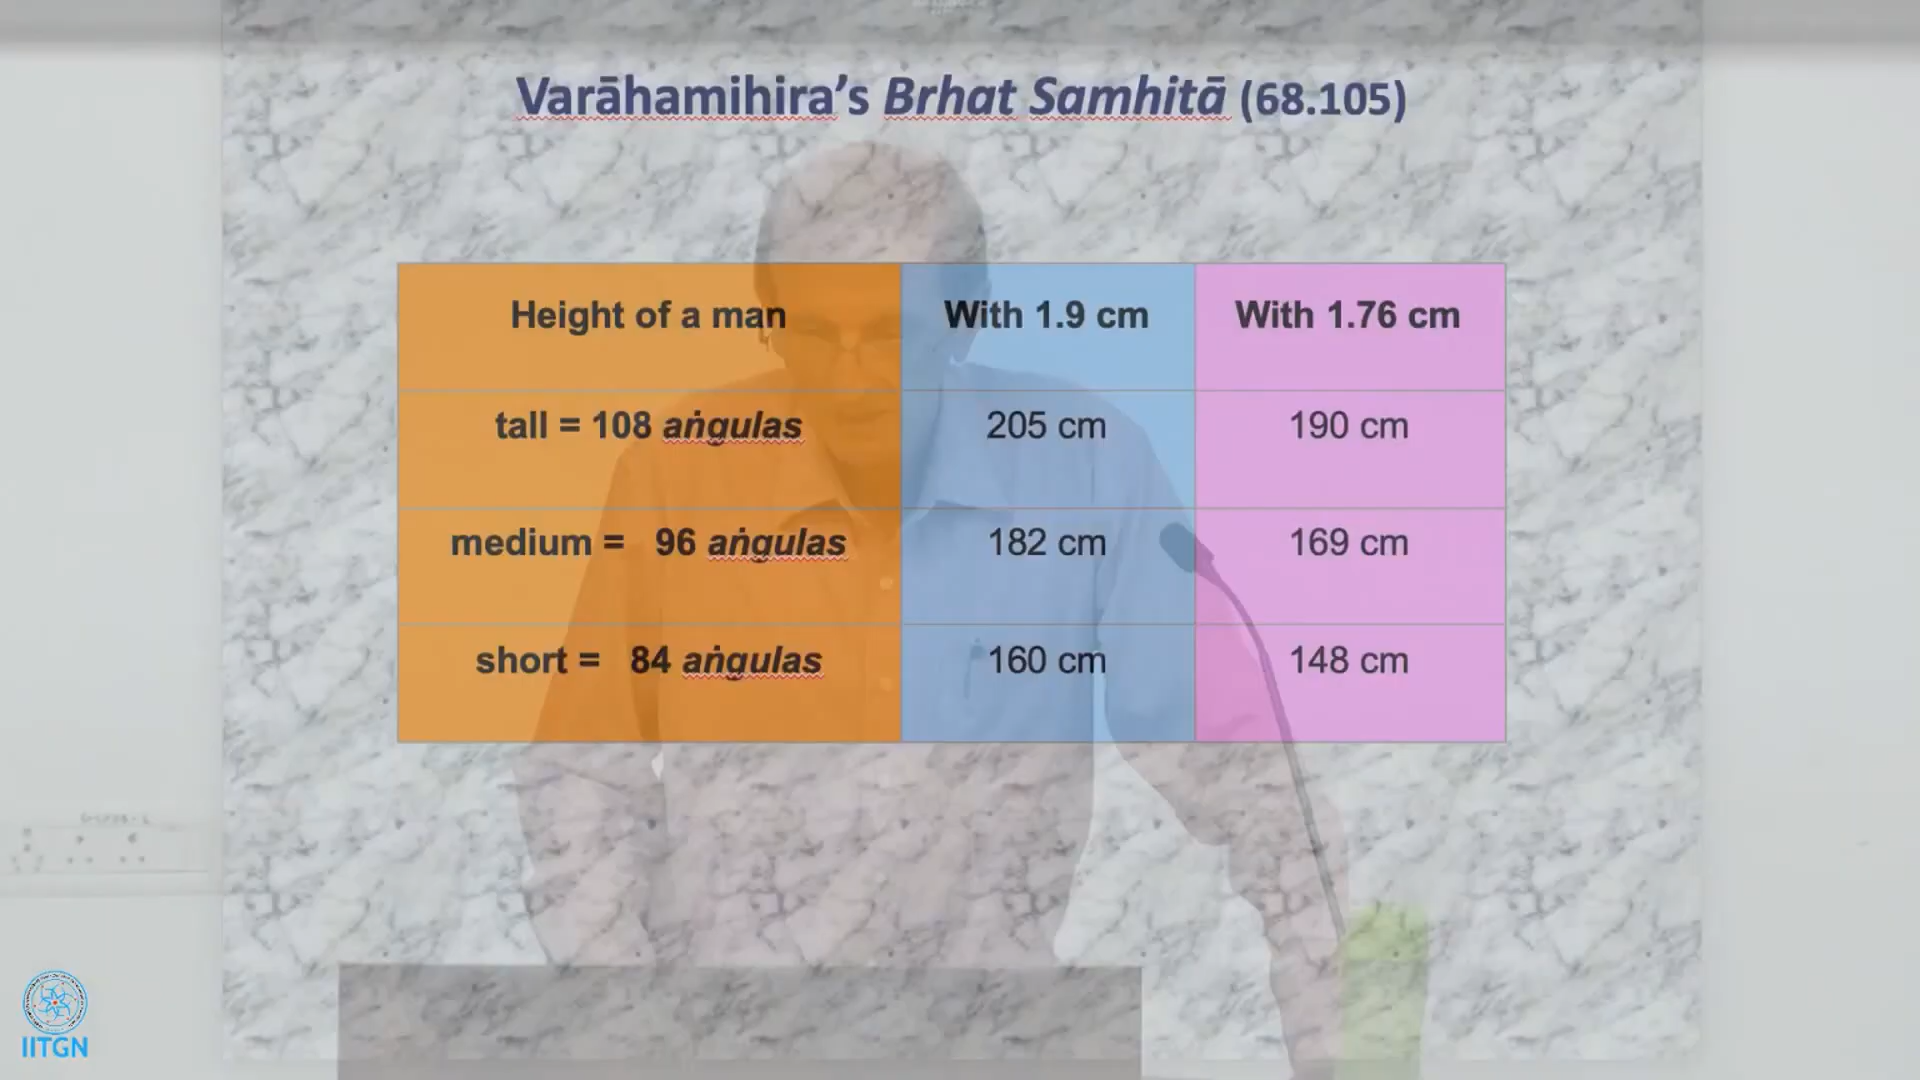 Varāhamihira's Brhat Samhitā (68.105)
Height of a man With 1.9 cm With 1.76 cm
tall = 108 aṅgulas 205 cm 190 cm
medium = 96 aṅgulas 182 cm 169 cm
short = 84 aṅgulas 160 cm 148 cm
IITGN